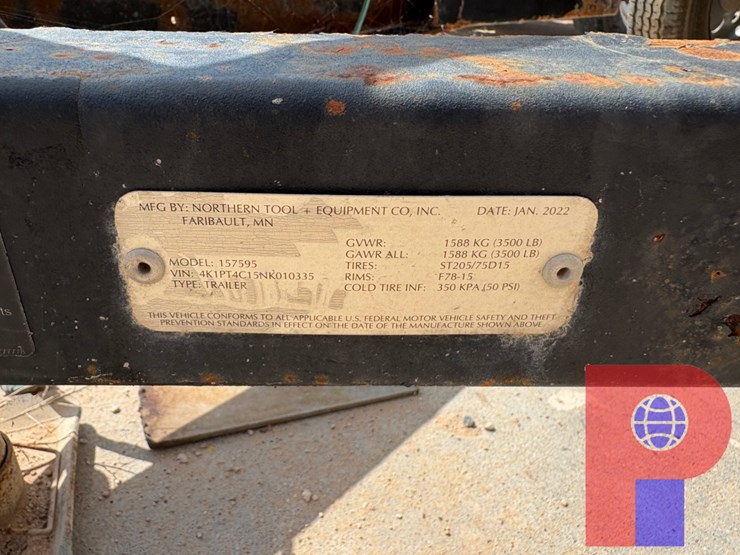 MFG BY: NORTHERN TOOL + EQUIPMENT CO, INC. DATE: JAN. 2022
FARIBAULT, MN
GVWR: 1588 KG (3500 LB)
MODEL: 157595 GAWR ALL: 1588 KG (3500 LB)
VIN: 4K1PT4C15NK010335 TIRES: ST205/75D15
TYPE: TRAILER RIMS: F78-15
COLD TIRE INF: 350 KPA (50 PSI)
THIS VEHICLE CONFORMS TO ALL APPLICABLE U.S. FEDERAL MOTOR VEHICLE SAFETY AND THEFT
PREVENTION STANDARDS IN EFFECT ON THE DATE OF THE MANUFACTURE SHOWN ABOVE.